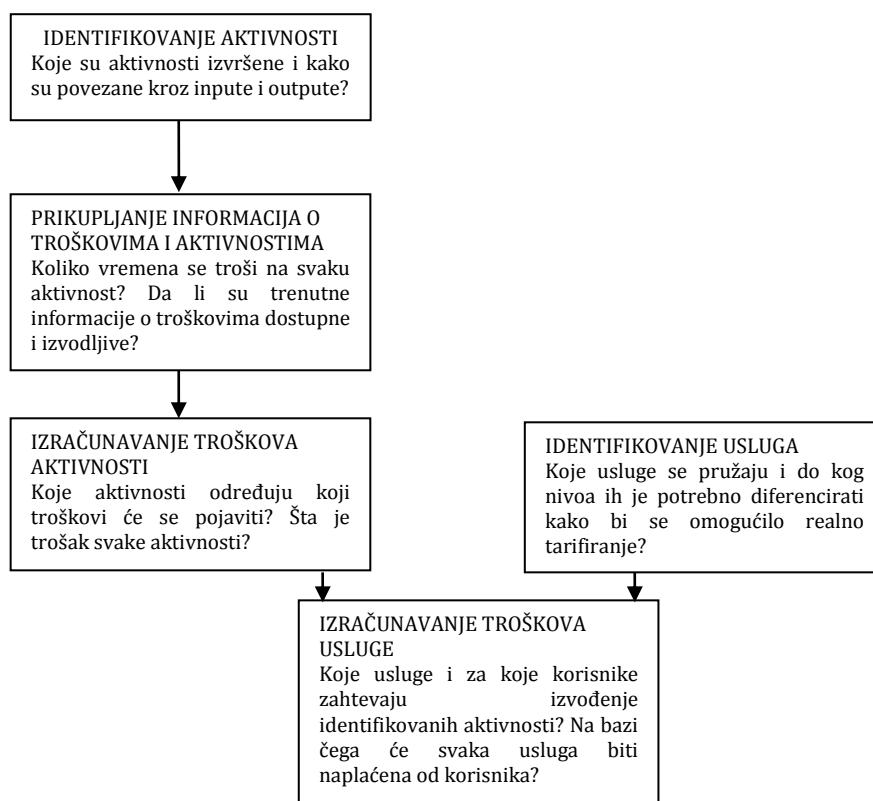 IDENTIFIKOVANJE AKTIVNOSTI
Koje su aktivnosti izvršene i kako
su povezane kroz inpute i outpute?
PRIKUPLJANJE INFORMACIJA O
TROŠKOVIMA I AKTIVNOSTIMA
Koliko vremena se troši na svaku
aktivnost? Da li su trenutne
informacije o troškovima dostupne
i izvodljive?
IZRAČUNAVANJE TROŠKOVA
AKTIVNOSTI
Koje aktivnosti određuju koji
troškovi će se pojaviti? Šta je
trošak svake aktivnosti?
IDENTIFIKOVANJE USLUGA
Koje usluge se pružaju i do kog
nivoa ih je potrebno diferencirati
kako bi se omogućilo realno
tarifiranje?
IZRAČUNAVANJE TROŠKOVA
USLUGE
Koje usluge i za koje korisnike
zahtevaju izvođenje
identifikovanih aktivnosti? Na bazi
čega će svaka usluga biti
naplaćena od korisnika?